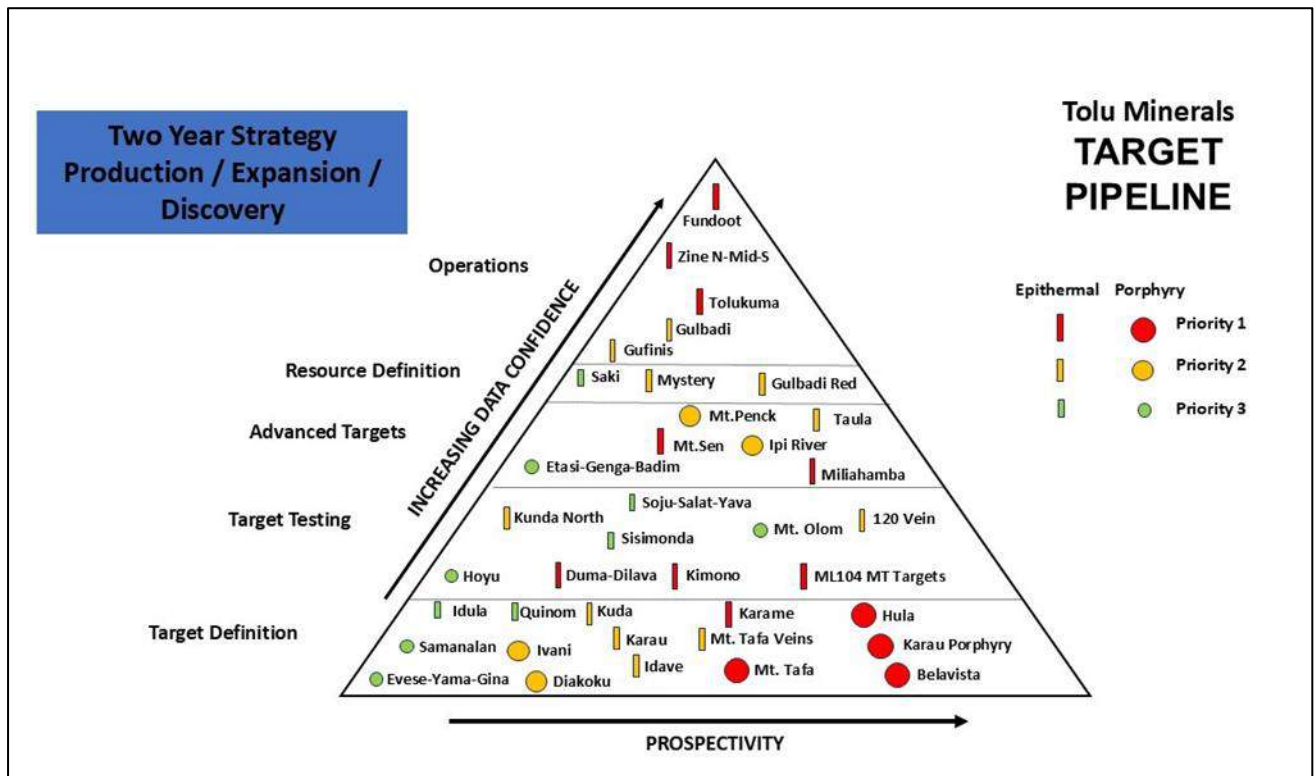 Two Year Strategy
Production / Expansion /
Discovery
Tolu Minerals
TARGET
PIPELINE
Epithermal Porphyry
Priority 1
Priority 2
Priority 3
INCREASING DATA CONFIDENCE
Operations
Fundoot
Zine N-Mid-S
Tolukuma
Gulbadi
Gufinis
Resource Definition
Saki Mystery Gulbadi Red
Advanced Targets
Mt.Penck Taula
Mt.Sen Ipi River
Etasi-Genga-Badim Miliahamba
Target Testing
Soju-Salat-Yava
Kunda North 120 Vein
Sisimonda Mt. Olom
Hoyu Duma-Dilava Kimono ML104 MT Targets
Target Definition
Idula Quinom Kuda Karame Hula
Samanalan Ivani Karau Mt. Tafa Veins Karau Porphyry
Evese-Yama-Gina Diakoku Idave Mt. Tafa Belavista
PROSPECTIVITY